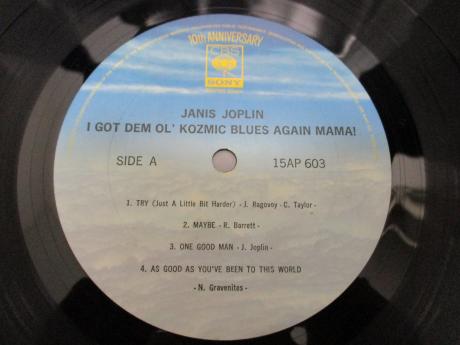 10th ANNIVERSARY
CBS
SONY
JANIS JOPLIN
I GOT DEM OL' KOZMIC BLUES AGAIN MAMA!
SIDE A 15AP 603
1. TRY (Just A Little Bit Harder) - J. Ragovoy - C. Taylor -
2. MAYBE - R. Barrett -
3. ONE GOOD MAN - J. Joplin -
4. AS GOOD AS YOU'VE BEEN TO THIS WORLD
- N. Gravenites -